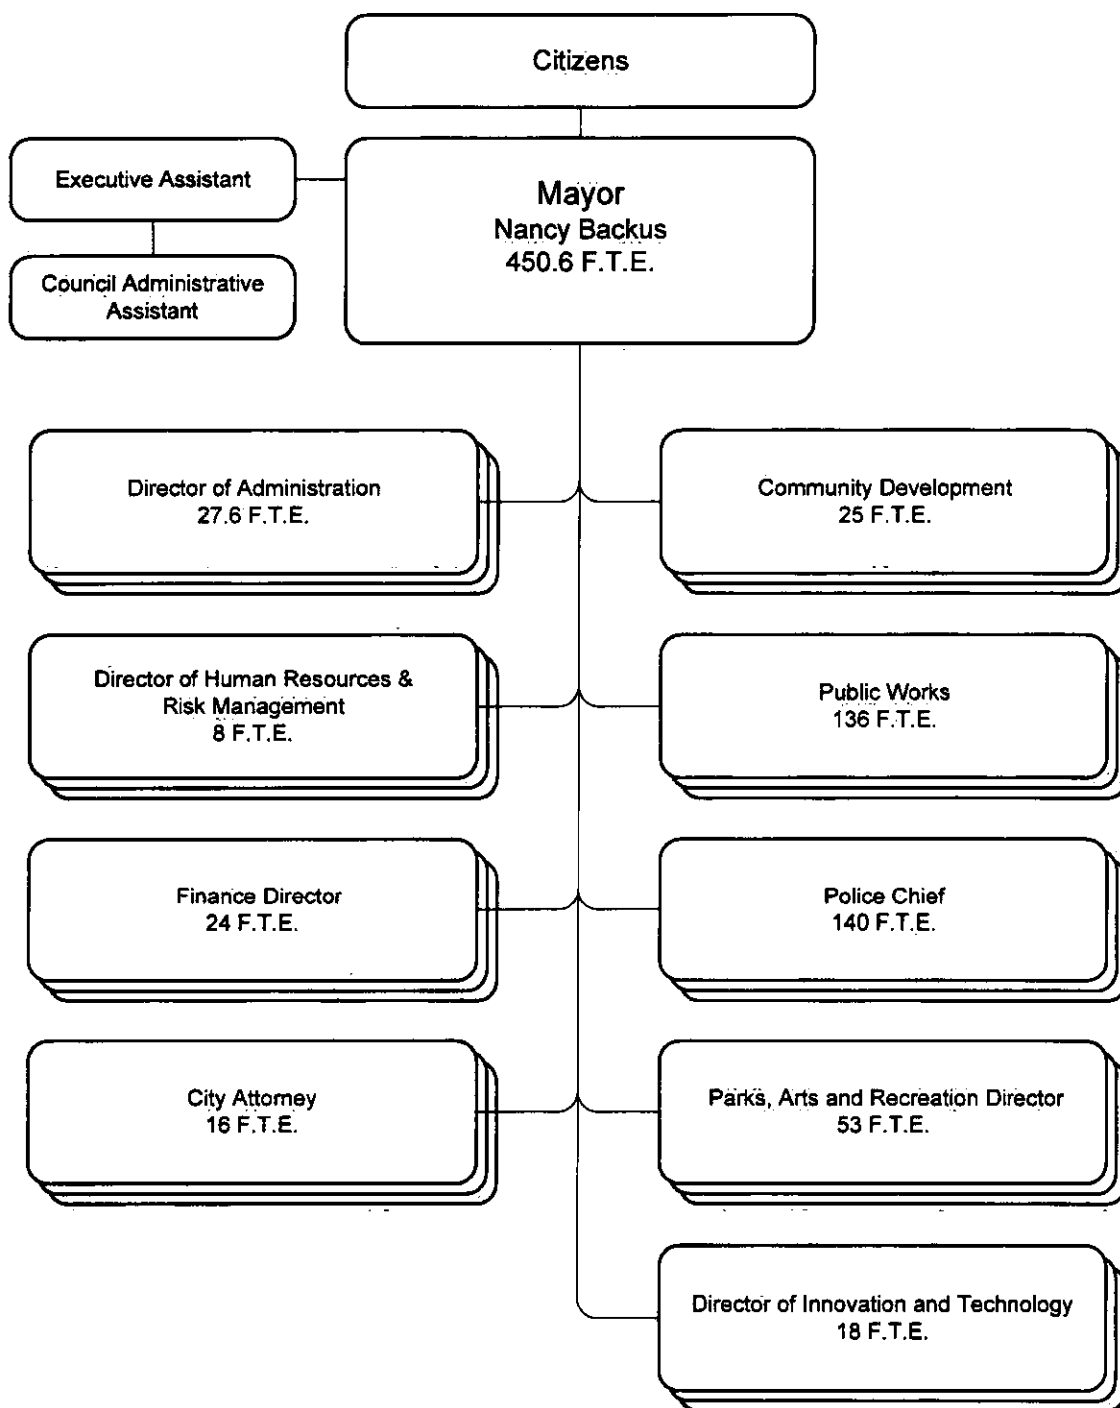 Citizens
Executive Assistant
Council Administrative
Assistant
Mayor
Nancy Backus
450.6 F.T.E.
Director of Administration
27.6 F.T.E.
Community Development
25 F.T.E.
Director of Human Resources &
Risk Management
8 F.T.E.
Public Works
136 F.T.E.
Finance Director
24 F.T.E.
Police Chief
140 F.T.E.
City Attorney
16 F.T.E.
Parks, Arts and Recreation Director
53 F.T.E.
Director of Innovation and Technology
18 F.T.E.